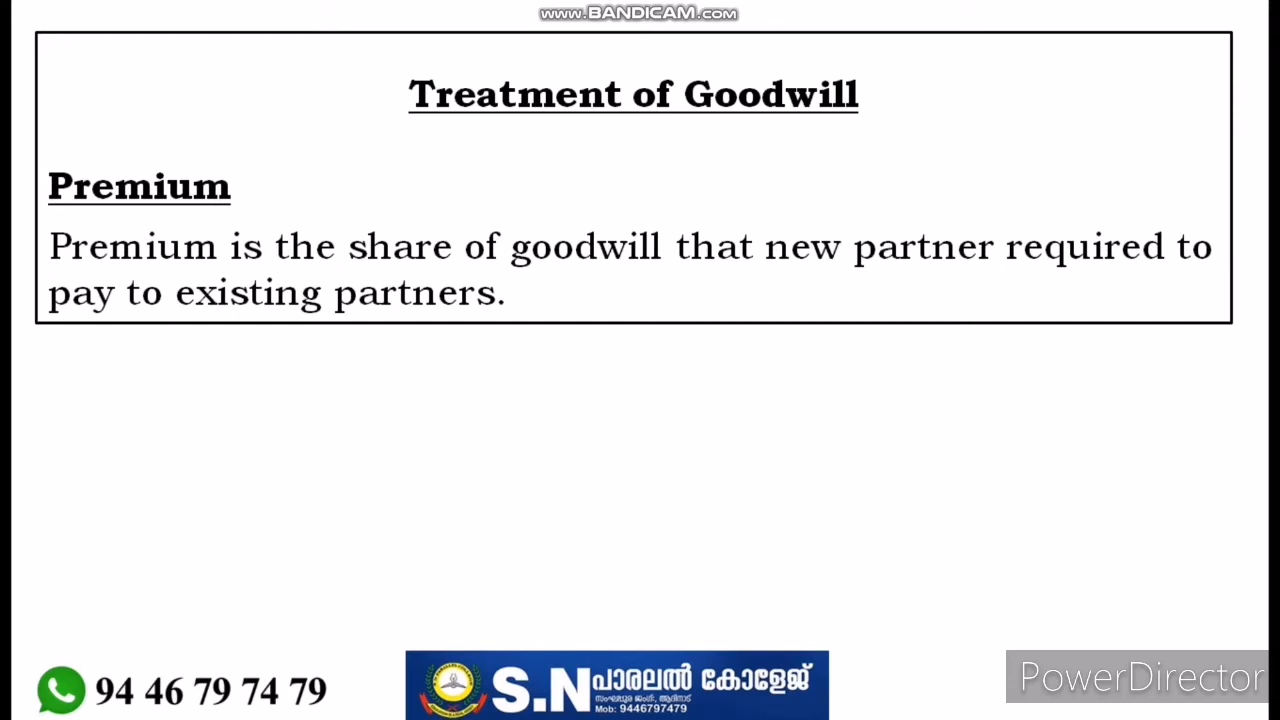 www.BANDICAM.com
Treatment of Goodwill
Premium
Premium is the share of goodwill that new partner required to
pay to existing partners.
94 46 79 74 79
S.N പാരലൽ കോളേജ്
Mob: 9446797479
PowerDirector